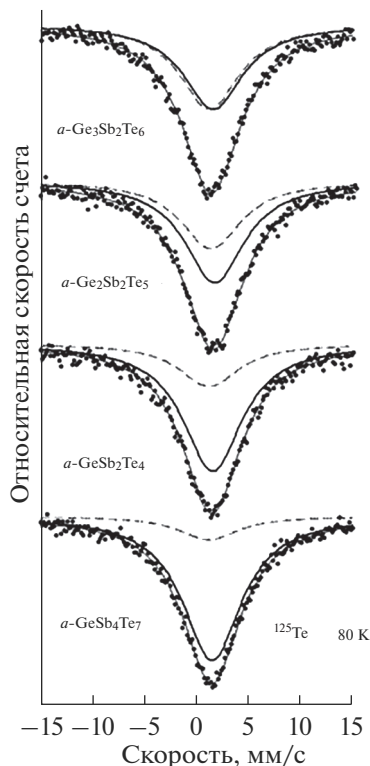 Относительная скорость счета
a-Ge₃Sb₂Te₆
a-Ge₂Sb₂Te₅
a-GeSb₂Te₄
a-GeSb₄Te₇
¹²⁵Te 80 K
−15 −10 −5 0 5 10 15
Скорость, мм/с